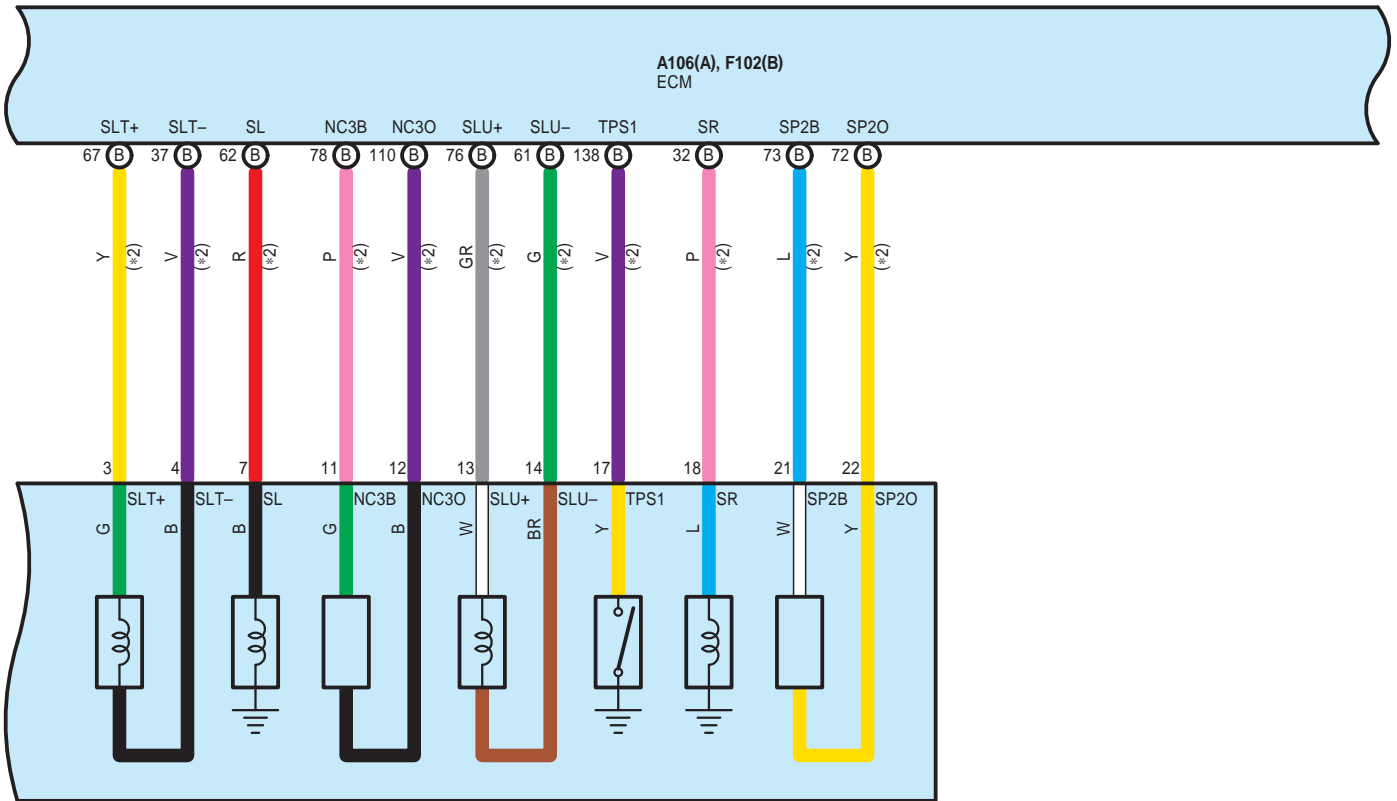 A106(A), F102(B)
ECM
SLT+ SLT– SL NC3B NC3O SLU+ SLU– TPS1 SR SP2B SP2O
67 B 37 B 62 B 78 B 110 B 76 B 61 B 138 B 32 B 73 B 72 B
Y (*2) V (*2) R (*2) P (*2) V (*2) GR (*2) G (*2) V (*2) P (*2) L (*2) Y (*2)
3 4 7 11 12 13 14 17 18 21 22
SLT+ SLT– SL NC3B NC3O SLU+ SLU– TPS1 SR SP2B SP2O
G B B G B W BR Y L W Y